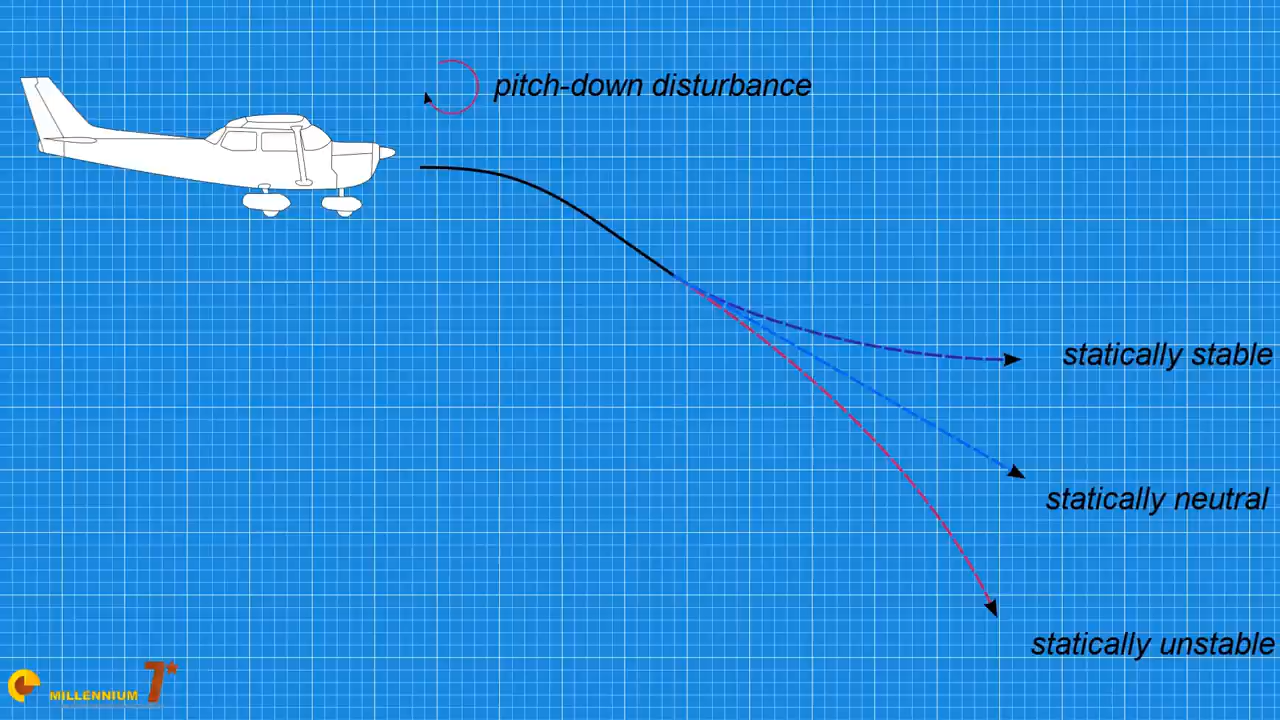 pitch-down disturbance
statically stable
statically neutral
statically unstable
MILLENNIUM 7*